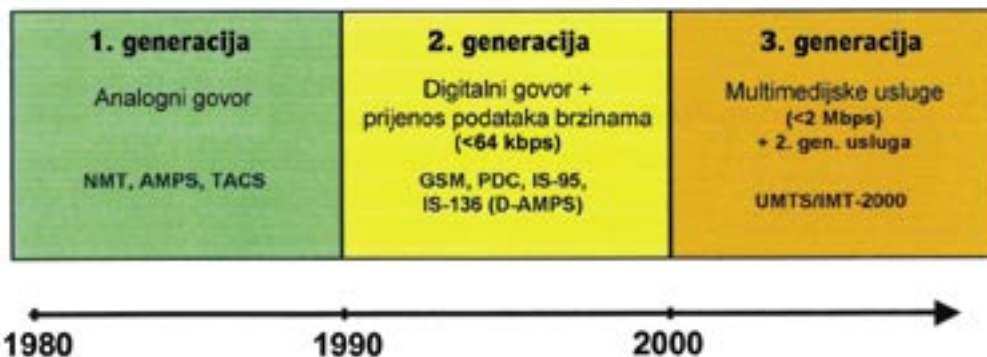 1. generacija
Analogni govor
NMT, AMPS, TACS
2. generacija
Digitalni govor +
prijenos podataka brzinama
(<64 kbps)
GSM, PDC, IS-95,
IS-136 (D-AMPS)
3. generacija
Multimedijske usluge
(<2 Mbps)
+ 2. gen. usluga
UMTS/IMT-2000
1980
1990
2000